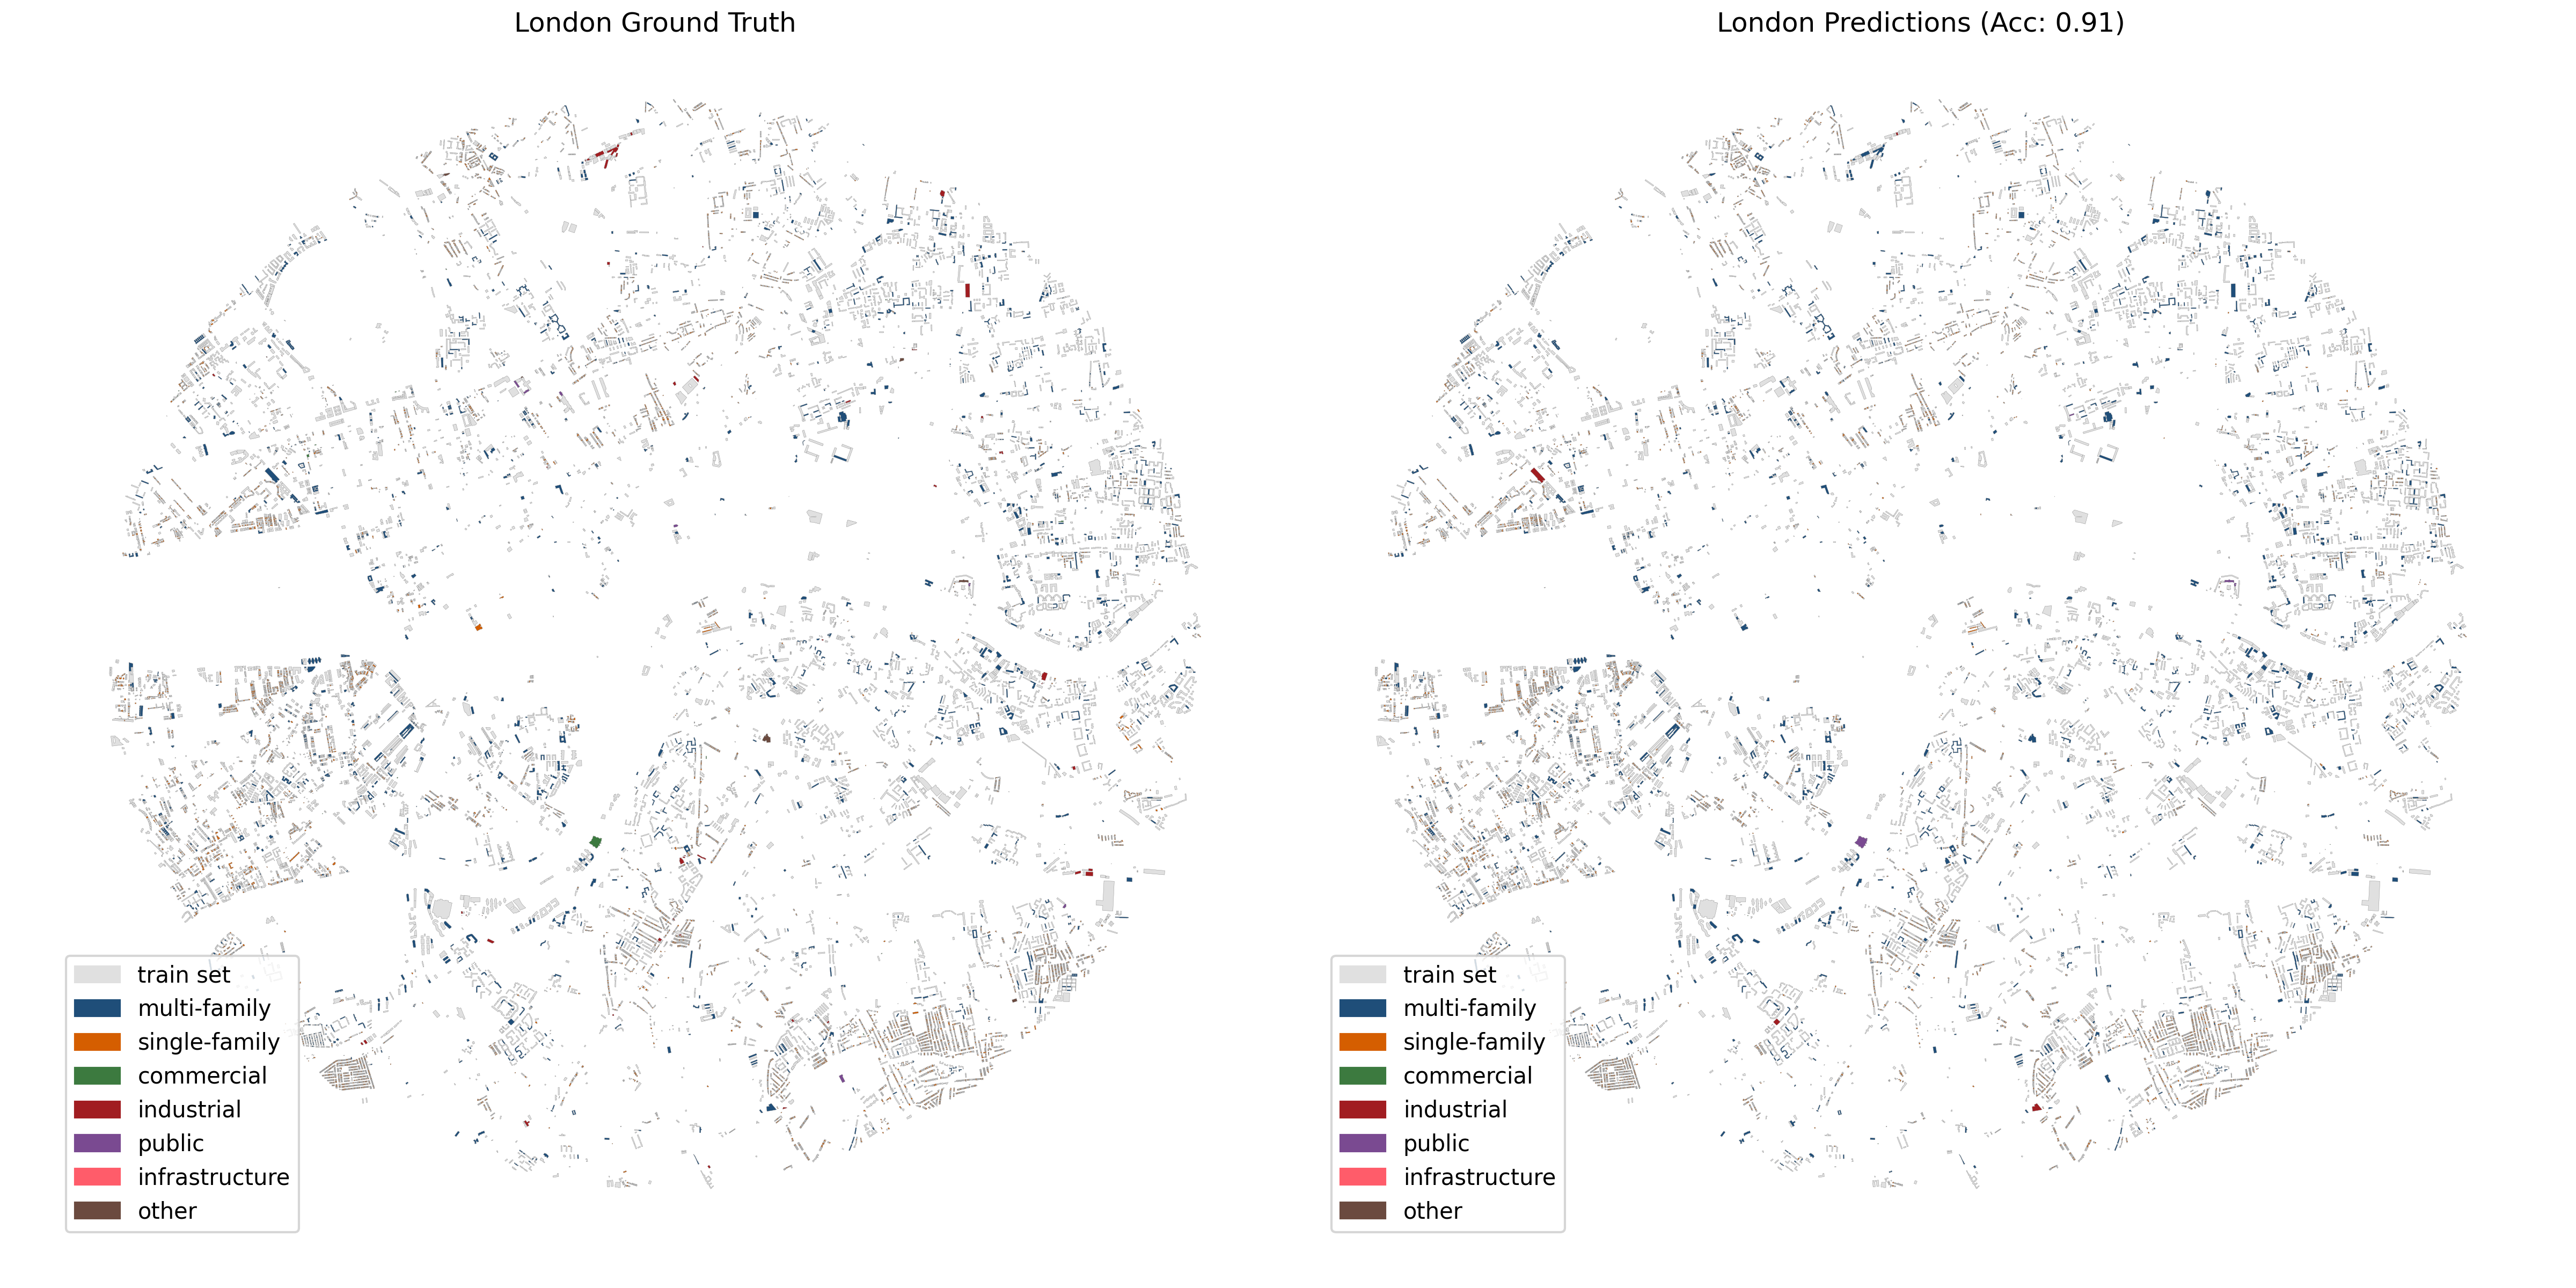 London Ground Truth
train set
multi-family
single-family
commercial
industrial
public
infrastructure
other
London Predictions (Acc: 0.91)
train set
multi-family
single-family
commercial
industrial
public
infrastructure
other